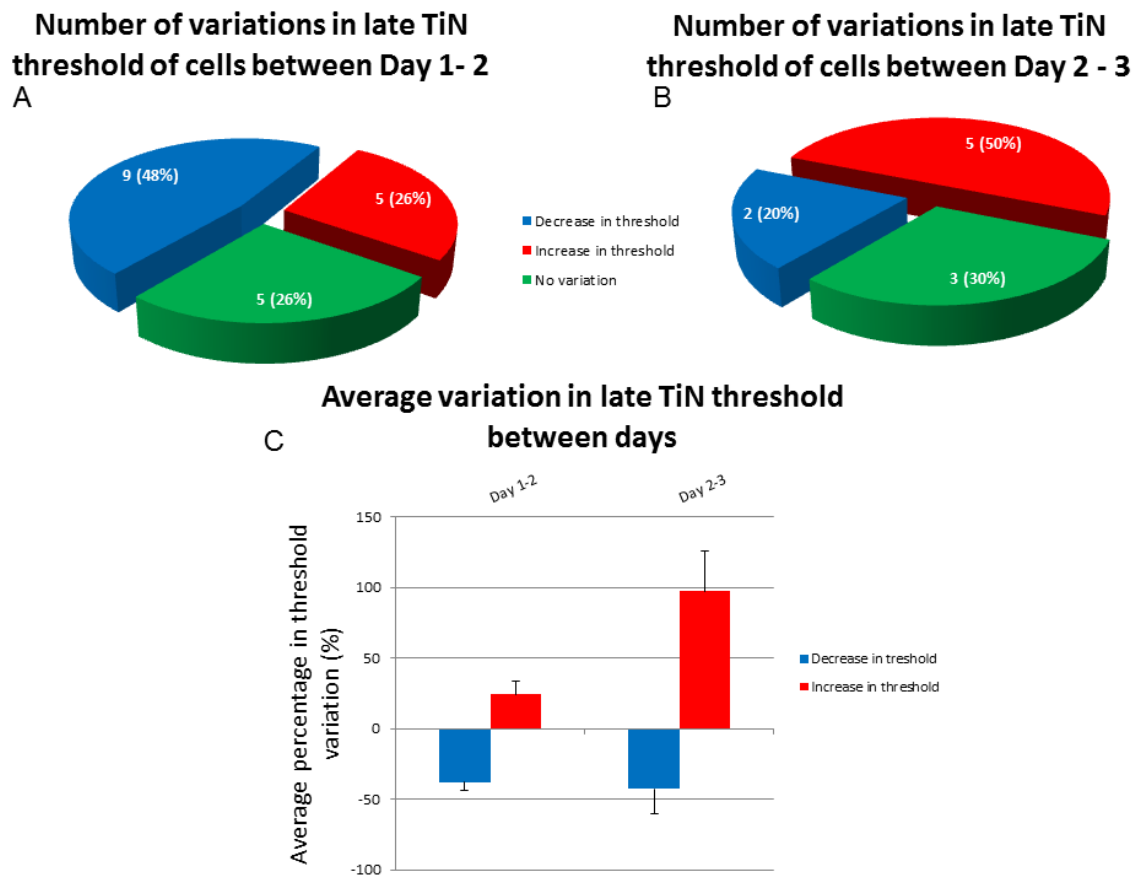 Number of variations in late TiN
threshold of cells between Day 1- 2
A
9 (48%)
5 (26%)
5 (26%)
Decrease in threshold
Increase in threshold
No variation
Number of variations in late TiN
threshold of cells between Day 2 - 3
B
5 (50%)
2 (20%)
3 (30%)
Average variation in late TiN threshold
between days
C
Day 1-2
Day 2-3
Average percentage in threshold
variation (%)
150
100
50
0
-50
-100
Decrease in treshold
Increase in threshold